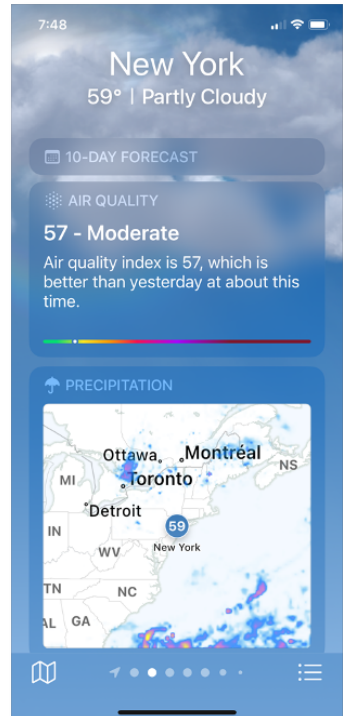 7:48
New York
59° | Partly Cloudy
10-DAY FORECAST
AIR QUALITY
57 - Moderate
Air quality index is 57, which is
better than yesterday at about this
time.
PRECIPITATION
Ottawa
Montréal
NS
MI
Toronto
Detroit
IN
59
WV
New York
TN
NC
AL
GA